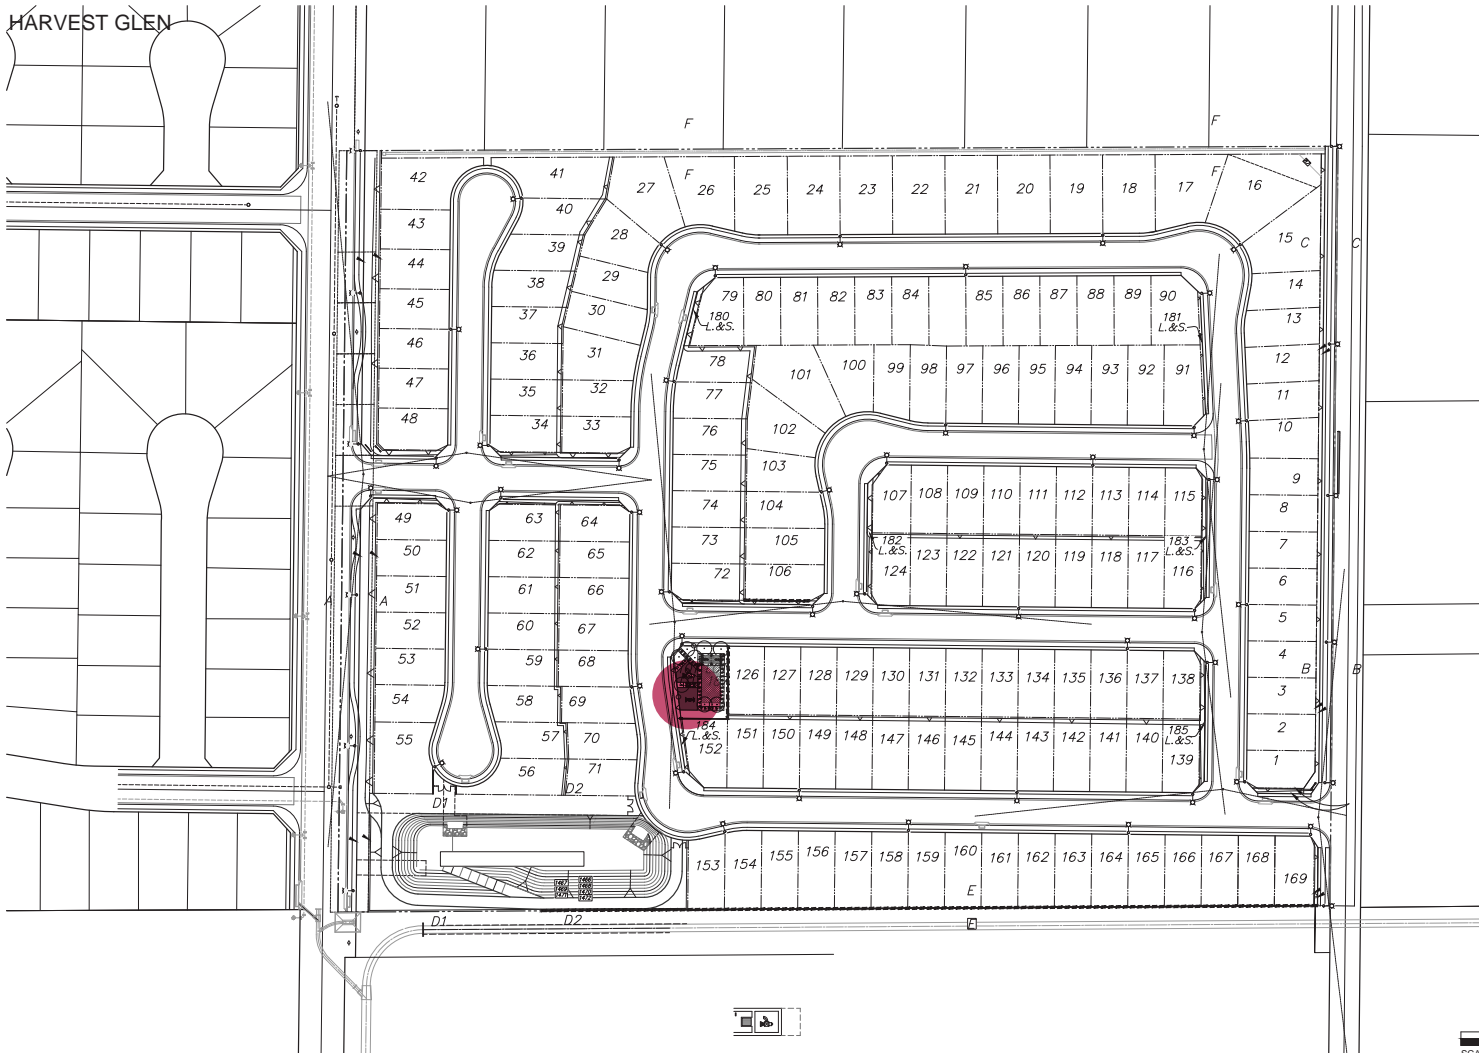 HARVEST GLEN
F F
42 41 27 F 26 25 24 23 22 21 20 19 18 17 F 16
43 40 28 15 C C
44 39 29 14
45 38 30 79 80 81 82 83 84 85 86 87 88 89 90 13
46 37 31 180 L.&S. 181 L.&S. 12
47 36 32 78 101 100 99 98 97 96 95 94 93 92 91 11
48 35 33 77 10
34 76 102
75 103 9
49 63 64 74 104 107 108 109 110 111 112 113 114 115 8
50 62 65 73 105 182 L.&S. 183 L.&S. 7
51 61 66 72 106 124 123 122 121 120 119 118 117 116 6
A A
52 60 67 5
53 59 68 126 127 128 129 130 131 132 133 134 135 136 137 138 4
B B
54 58 69 3
55 57 70 184 L.&S. 185 L.&S. 2
56 71 152 151 150 149 148 147 146 145 144 143 142 141 140 139 1
D1 D2
153 154 155 156 157 158 159 160 161 162 163 164 165 166 167 168 169
E
D1 D2 F